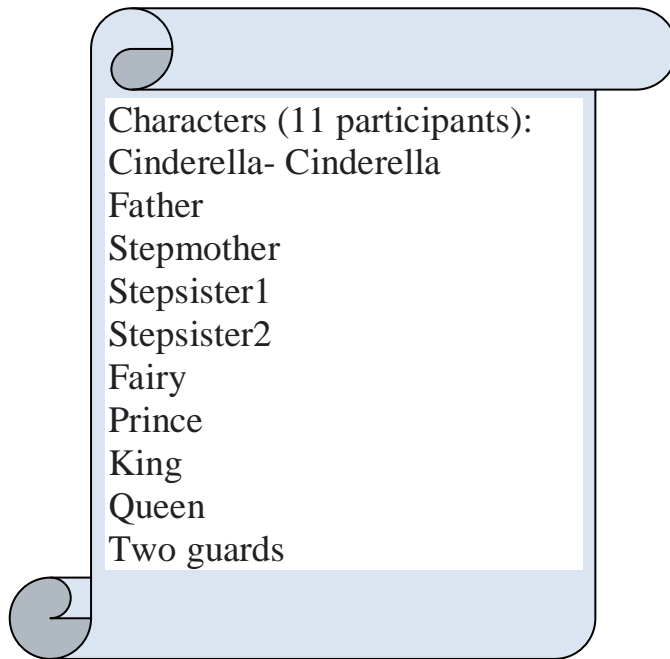 Characters (11 participants):
Cinderella- Cinderella
Father
Stepmother
Stepsister1
Stepsister2
Fairy
Prince
King
Queen
Two guards